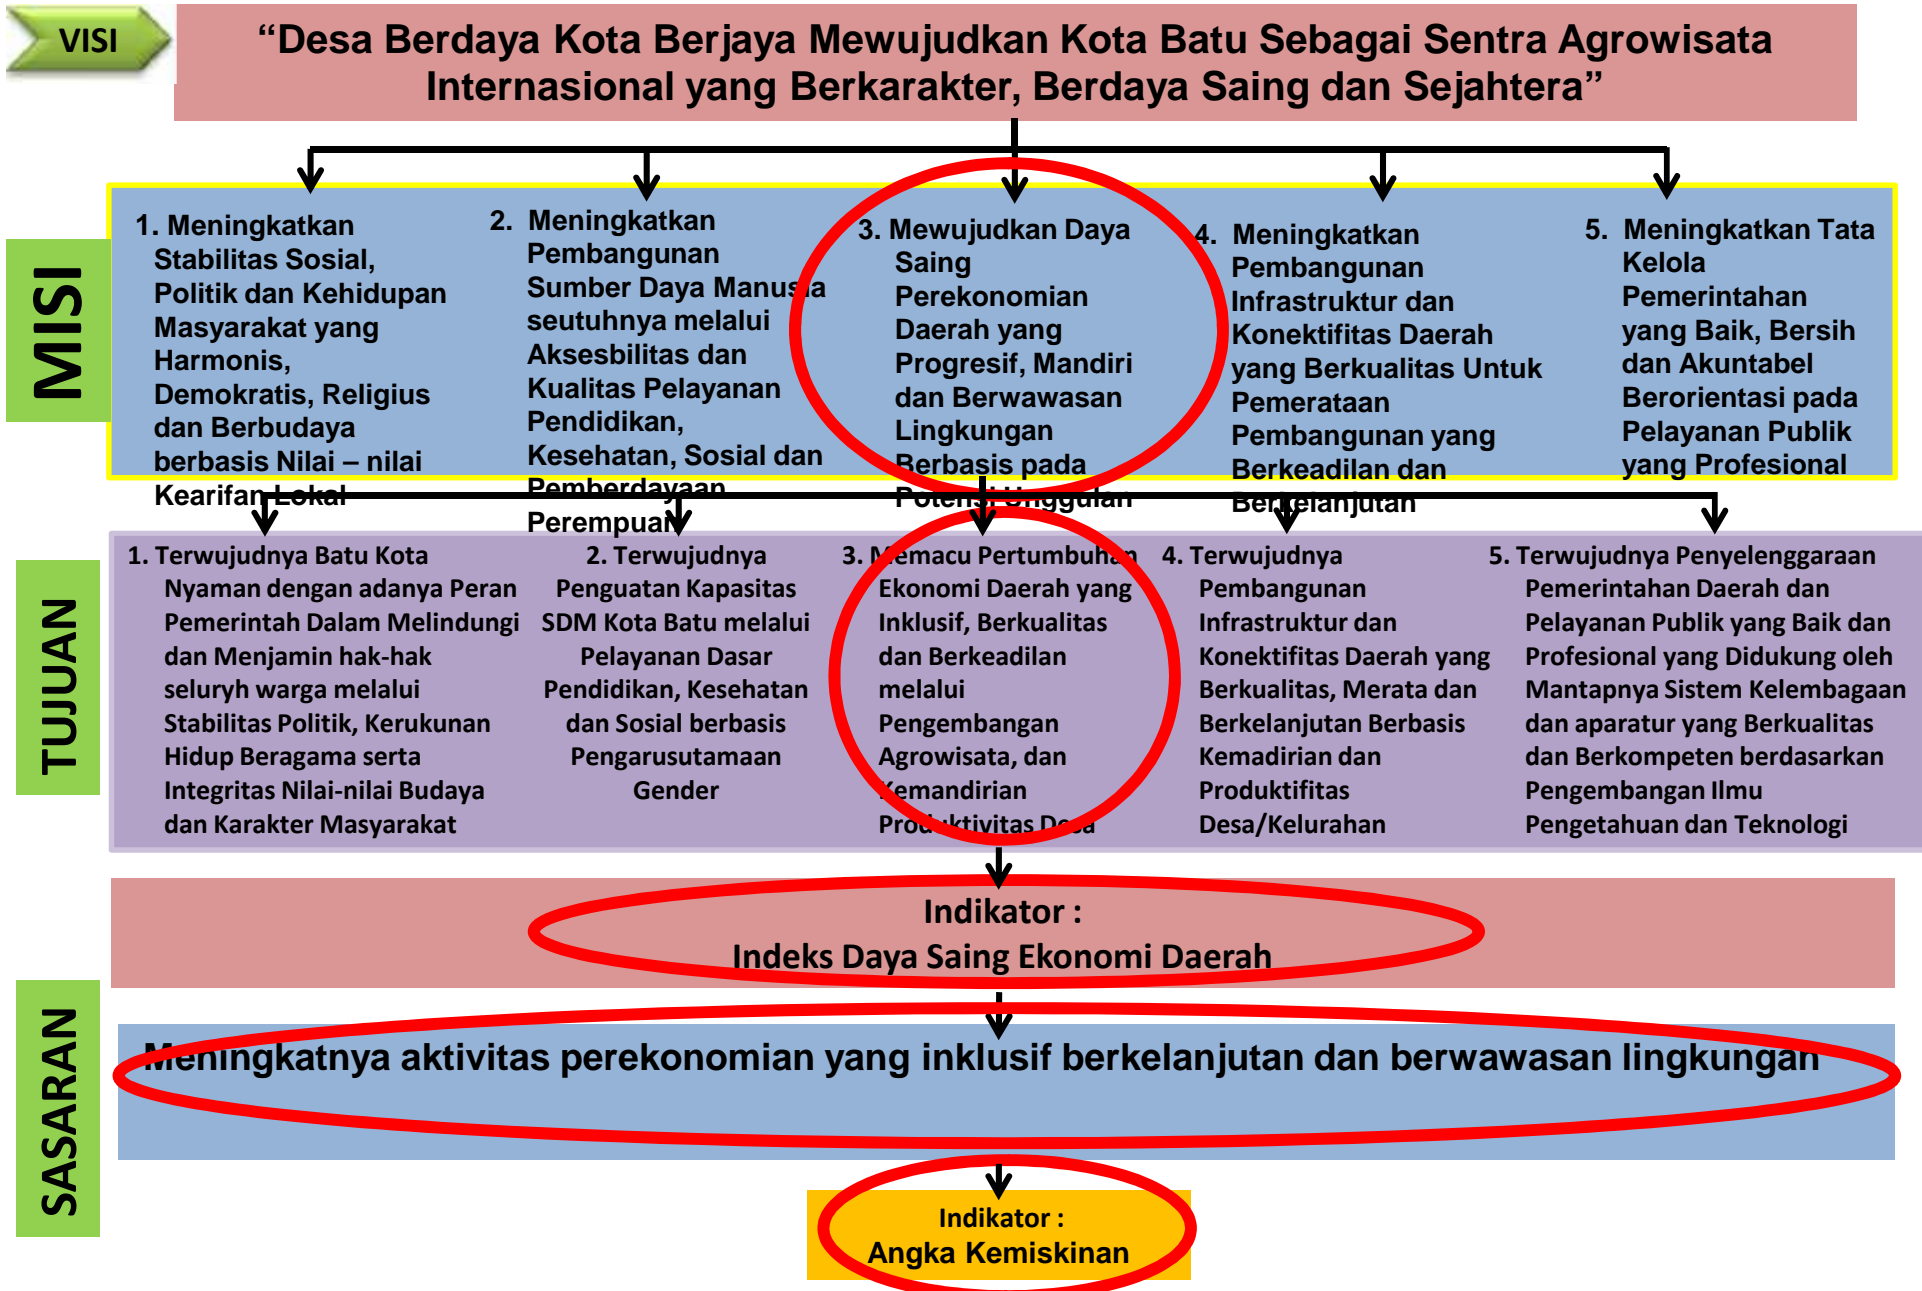 VISI
“Desa Berdaya Kota Berjaya Mewujudkan Kota Batu Sebagai Sentra Agrowisata
Internasional yang Berkarakter, Berdaya Saing dan Sejahtera”
MISI
1. Meningkatkan
Stabilitas Sosial,
Politik dan Kehidupan
Masyarakat yang
Harmonis,
Demokratis, Religius
dan Berbudaya
berbasis Nilai – nilai
Kearifan Lokal
2. Meningkatkan
Pembangunan
Sumber Daya Manusia
seutuhnya melalui
Aksesbilitas dan
Kualitas Pelayanan
Pendidikan,
Kesehatan, Sosial dan
Pemberdayaan
Perempuan
3. Mewujudkan Daya
Saing
Perekonomian
Daerah yang
Progresif, Mandiri
dan Berwawasan
Lingkungan
Berbasis pada
Potensi Unggulan
4. Meningkatkan
Pembangunan
Infrastruktur dan
Konektifitas Daerah
yang Berkualitas Untuk
Pemerataan
Pembangunan yang
Berkeadilan dan
Berkelanjutan
5. Meningkatkan Tata
Kelola
Pemerintahan
yang Baik, Bersih
dan Akuntabel
Berorientasi pada
Pelayanan Publik
yang Profesional
TUJUAN
1. Terwujudnya Batu Kota
Nyaman dengan adanya Peran
Pemerintah Dalam Melindungi
dan Menjamin hak-hak
seluryh warga melalui
Stabilitas Politik, Kerukunan
Hidup Beragama serta
Integritas Nilai-nilai Budaya
dan Karakter Masyarakat
2. Terwujudnya
Penguatan Kapasitas
SDM Kota Batu melalui
Pelayanan Dasar
Pendidikan, Kesehatan
dan Sosial berbasis
Pengarusutamaan
Gender
3. Memacu Pertumbuhan
Ekonomi Daerah yang
Inklusif, Berkualitas
dan Berkeadilan
melalui
Pengembangan
Agrowisata, dan
Kemandirian
Produktivitas Desa
4. Terwujudnya
Pembangunan
Infrastruktur dan
Konektifitas Daerah yang
Berkualitas, Merata dan
Berkelanjutan Berbasis
Kemadirian dan
Produktifitas
Desa/Kelurahan
5. Terwujudnya Penyelenggaraan
Pemerintahan Daerah dan
Pelayanan Publik yang Baik dan
Profesional yang Didukung oleh
Mantapnya Sistem Kelembagaan
dan aparatur yang Berkualitas
dan Berkompeten berdasarkan
Pengembangan Ilmu
Pengetahuan dan Teknologi
Indikator :
Indeks Daya Saing Ekonomi Daerah
SASARAN
Meningkatnya aktivitas perekonomian yang inklusif berkelanjutan dan berwawasan lingkungan
Indikator :
Angka Kemiskinan